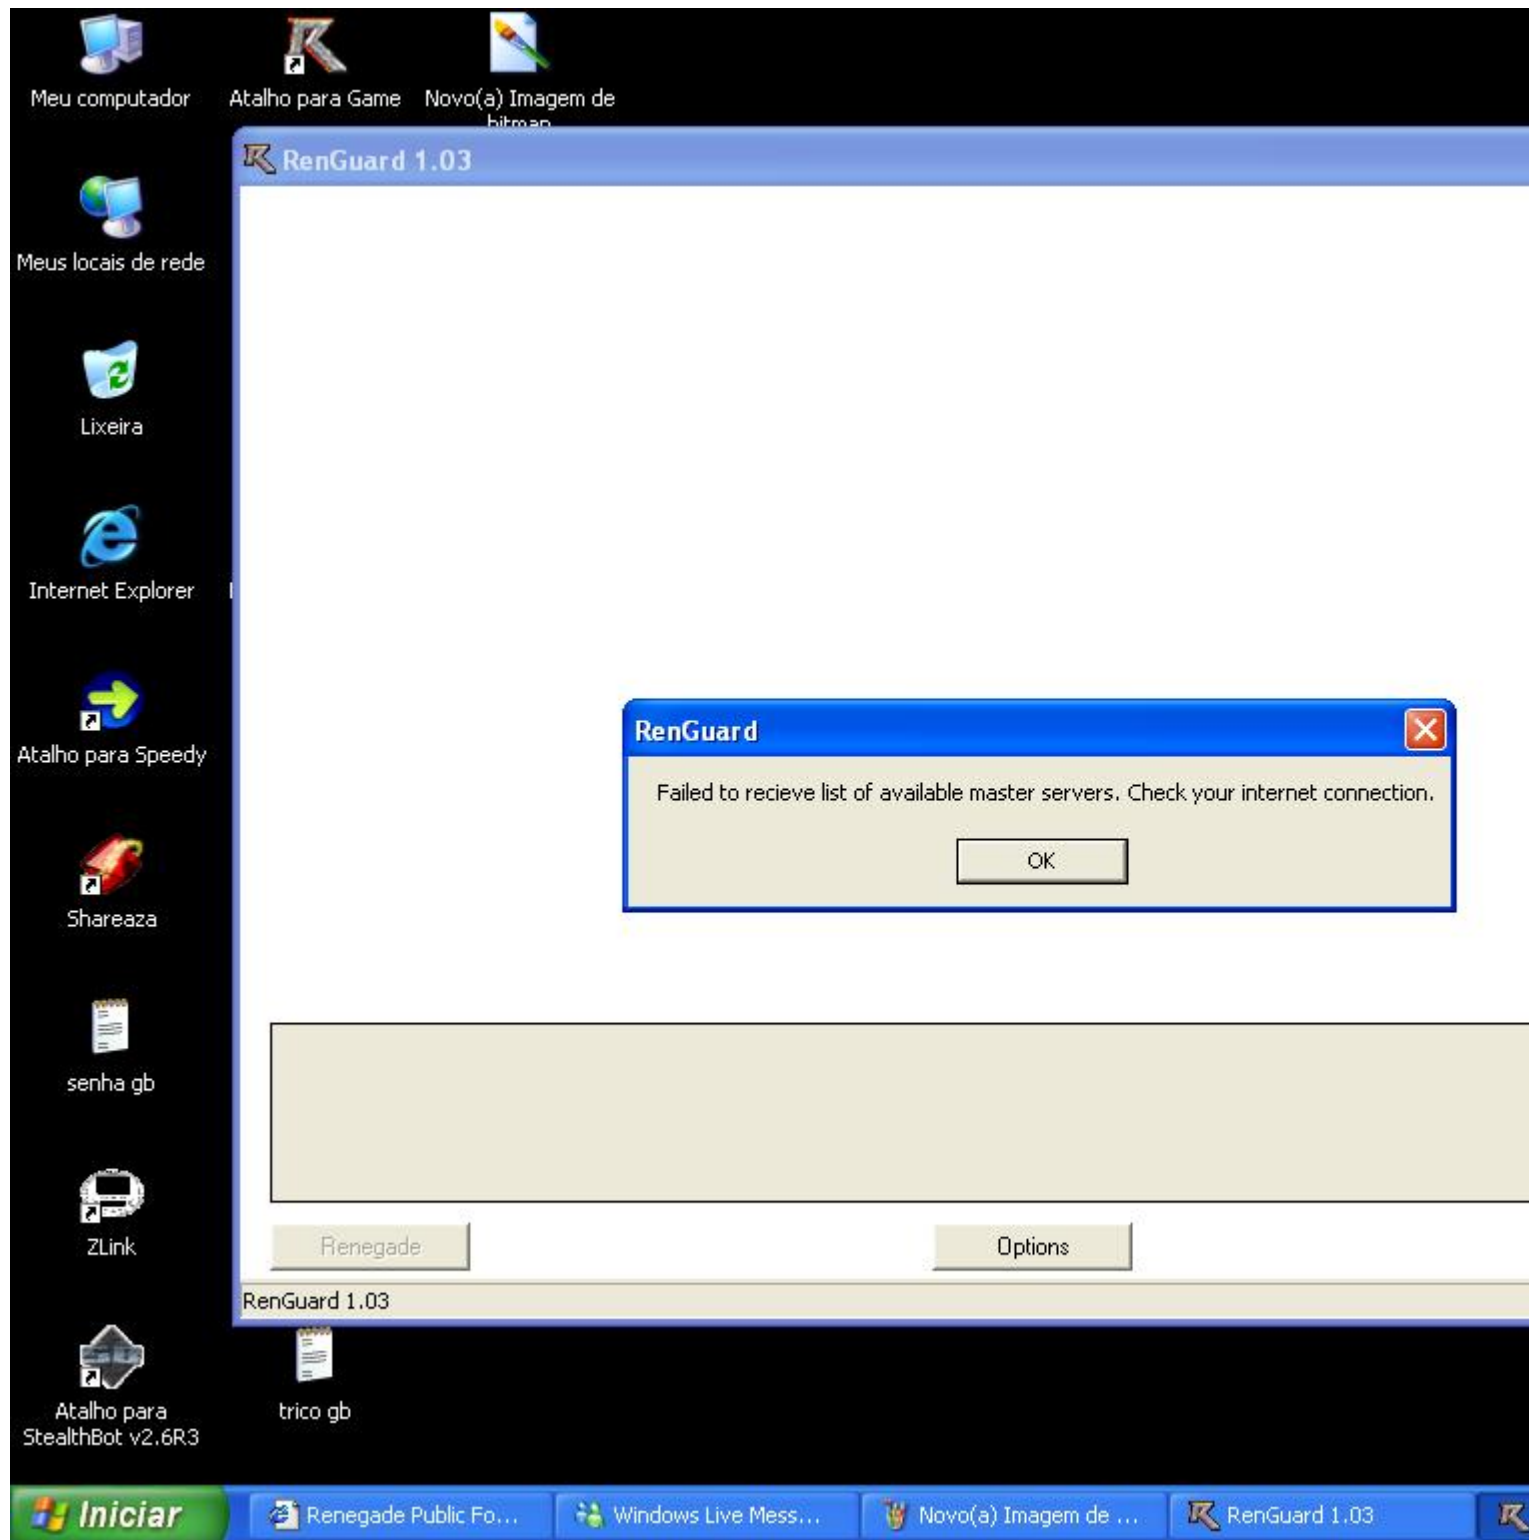 Meu computador
Atalho para Game
Novo(a) Imagem de
bitmap
RenGuard 1.03
Meus locais de rede
Lixeira
Internet Explorer
Atalho para Speedy
RenGuard
Failed to recieve list of available master servers. Check your internet connection.
OK
Shareaza
senha gb
ZLink
Renegade
Options
RenGuard 1.03
Atalho para
StealthBot v2.6R3
trico gb
Iniciar
Renegade Public Fo...
Windows Live Mess...
Novo(a) Imagem de ...
RenGuard 1.03